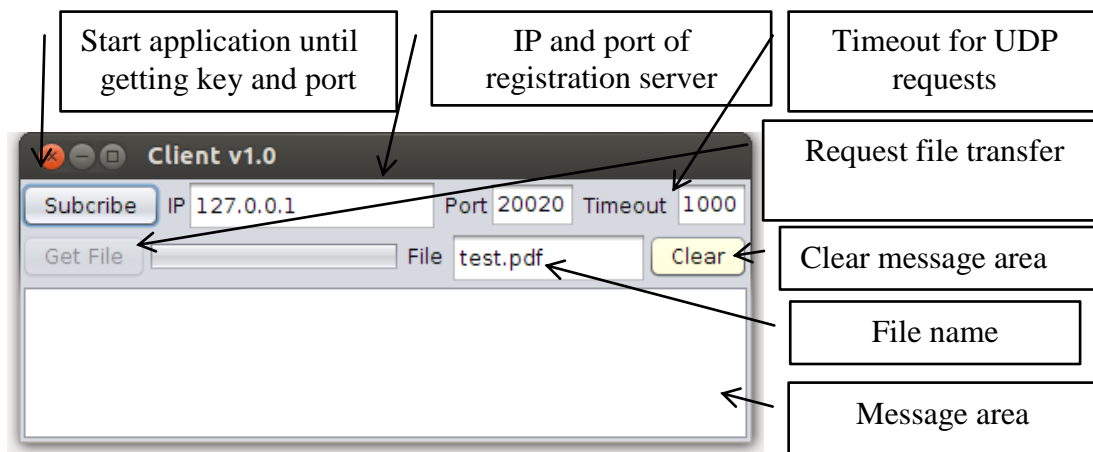 Start application until
getting key and port
IP and port of
registration server
Timeout for UDP
requests
Client v1.0
Request file transfer
Subcribe IP 127.0.0.1 Port 20020 Timeout 1000
Get File File test.pdf Clear
Clear message area
File name
Message area